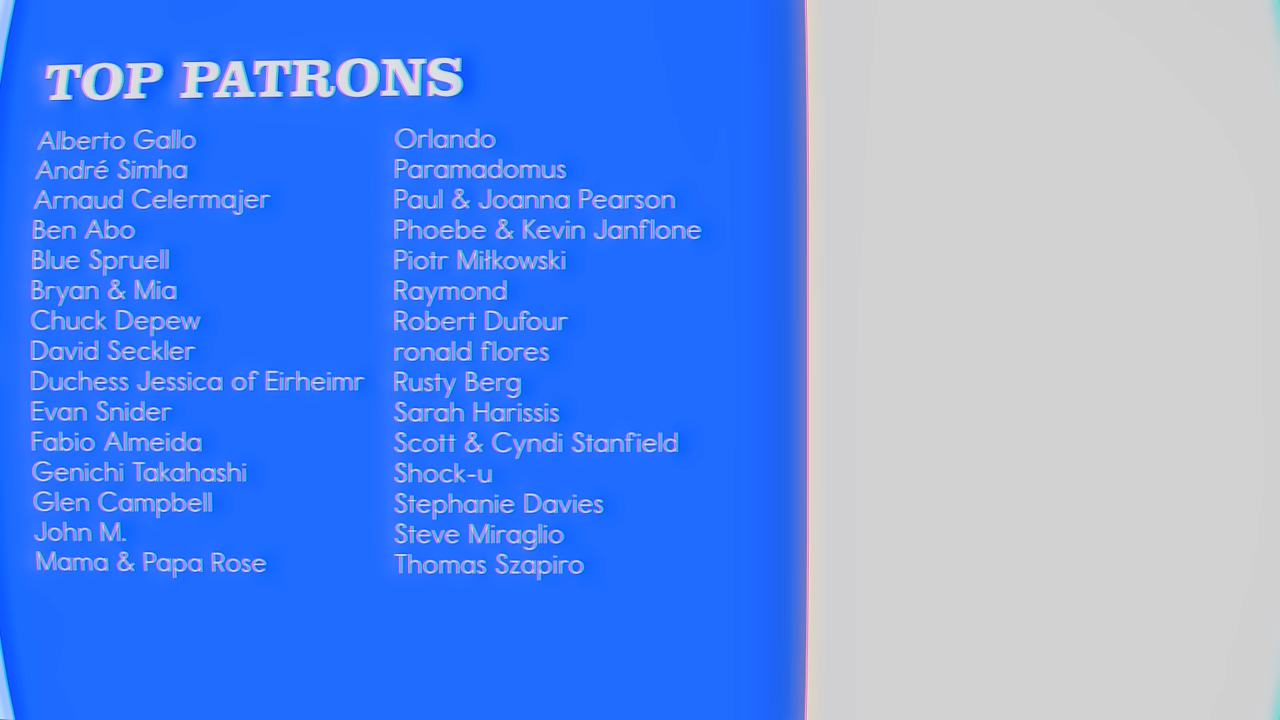 TOP PATRONS
Alberto Gallo
André Simha
Arnaud Celermajer
Ben Abo
Blue Spruell
Bryan & Mia
Chuck Depew
David Seckler
Duchess Jessica of Eirheimr
Evan Snider
Fabio Almeida
Genichi Takahashi
Glen Campbell
John M.
Mama & Papa Rose
Orlando
Paramadomus
Paul & Joanna Pearson
Phoebe & Kevin Janflone
Piotr Miłkowski
Raymond
Robert Dufour
ronald flores
Rusty Berg
Sarah Harissis
Scott & Cyndi Stanfield
Shock-u
Stephanie Davies
Steve Miraglio
Thomas Szapiro